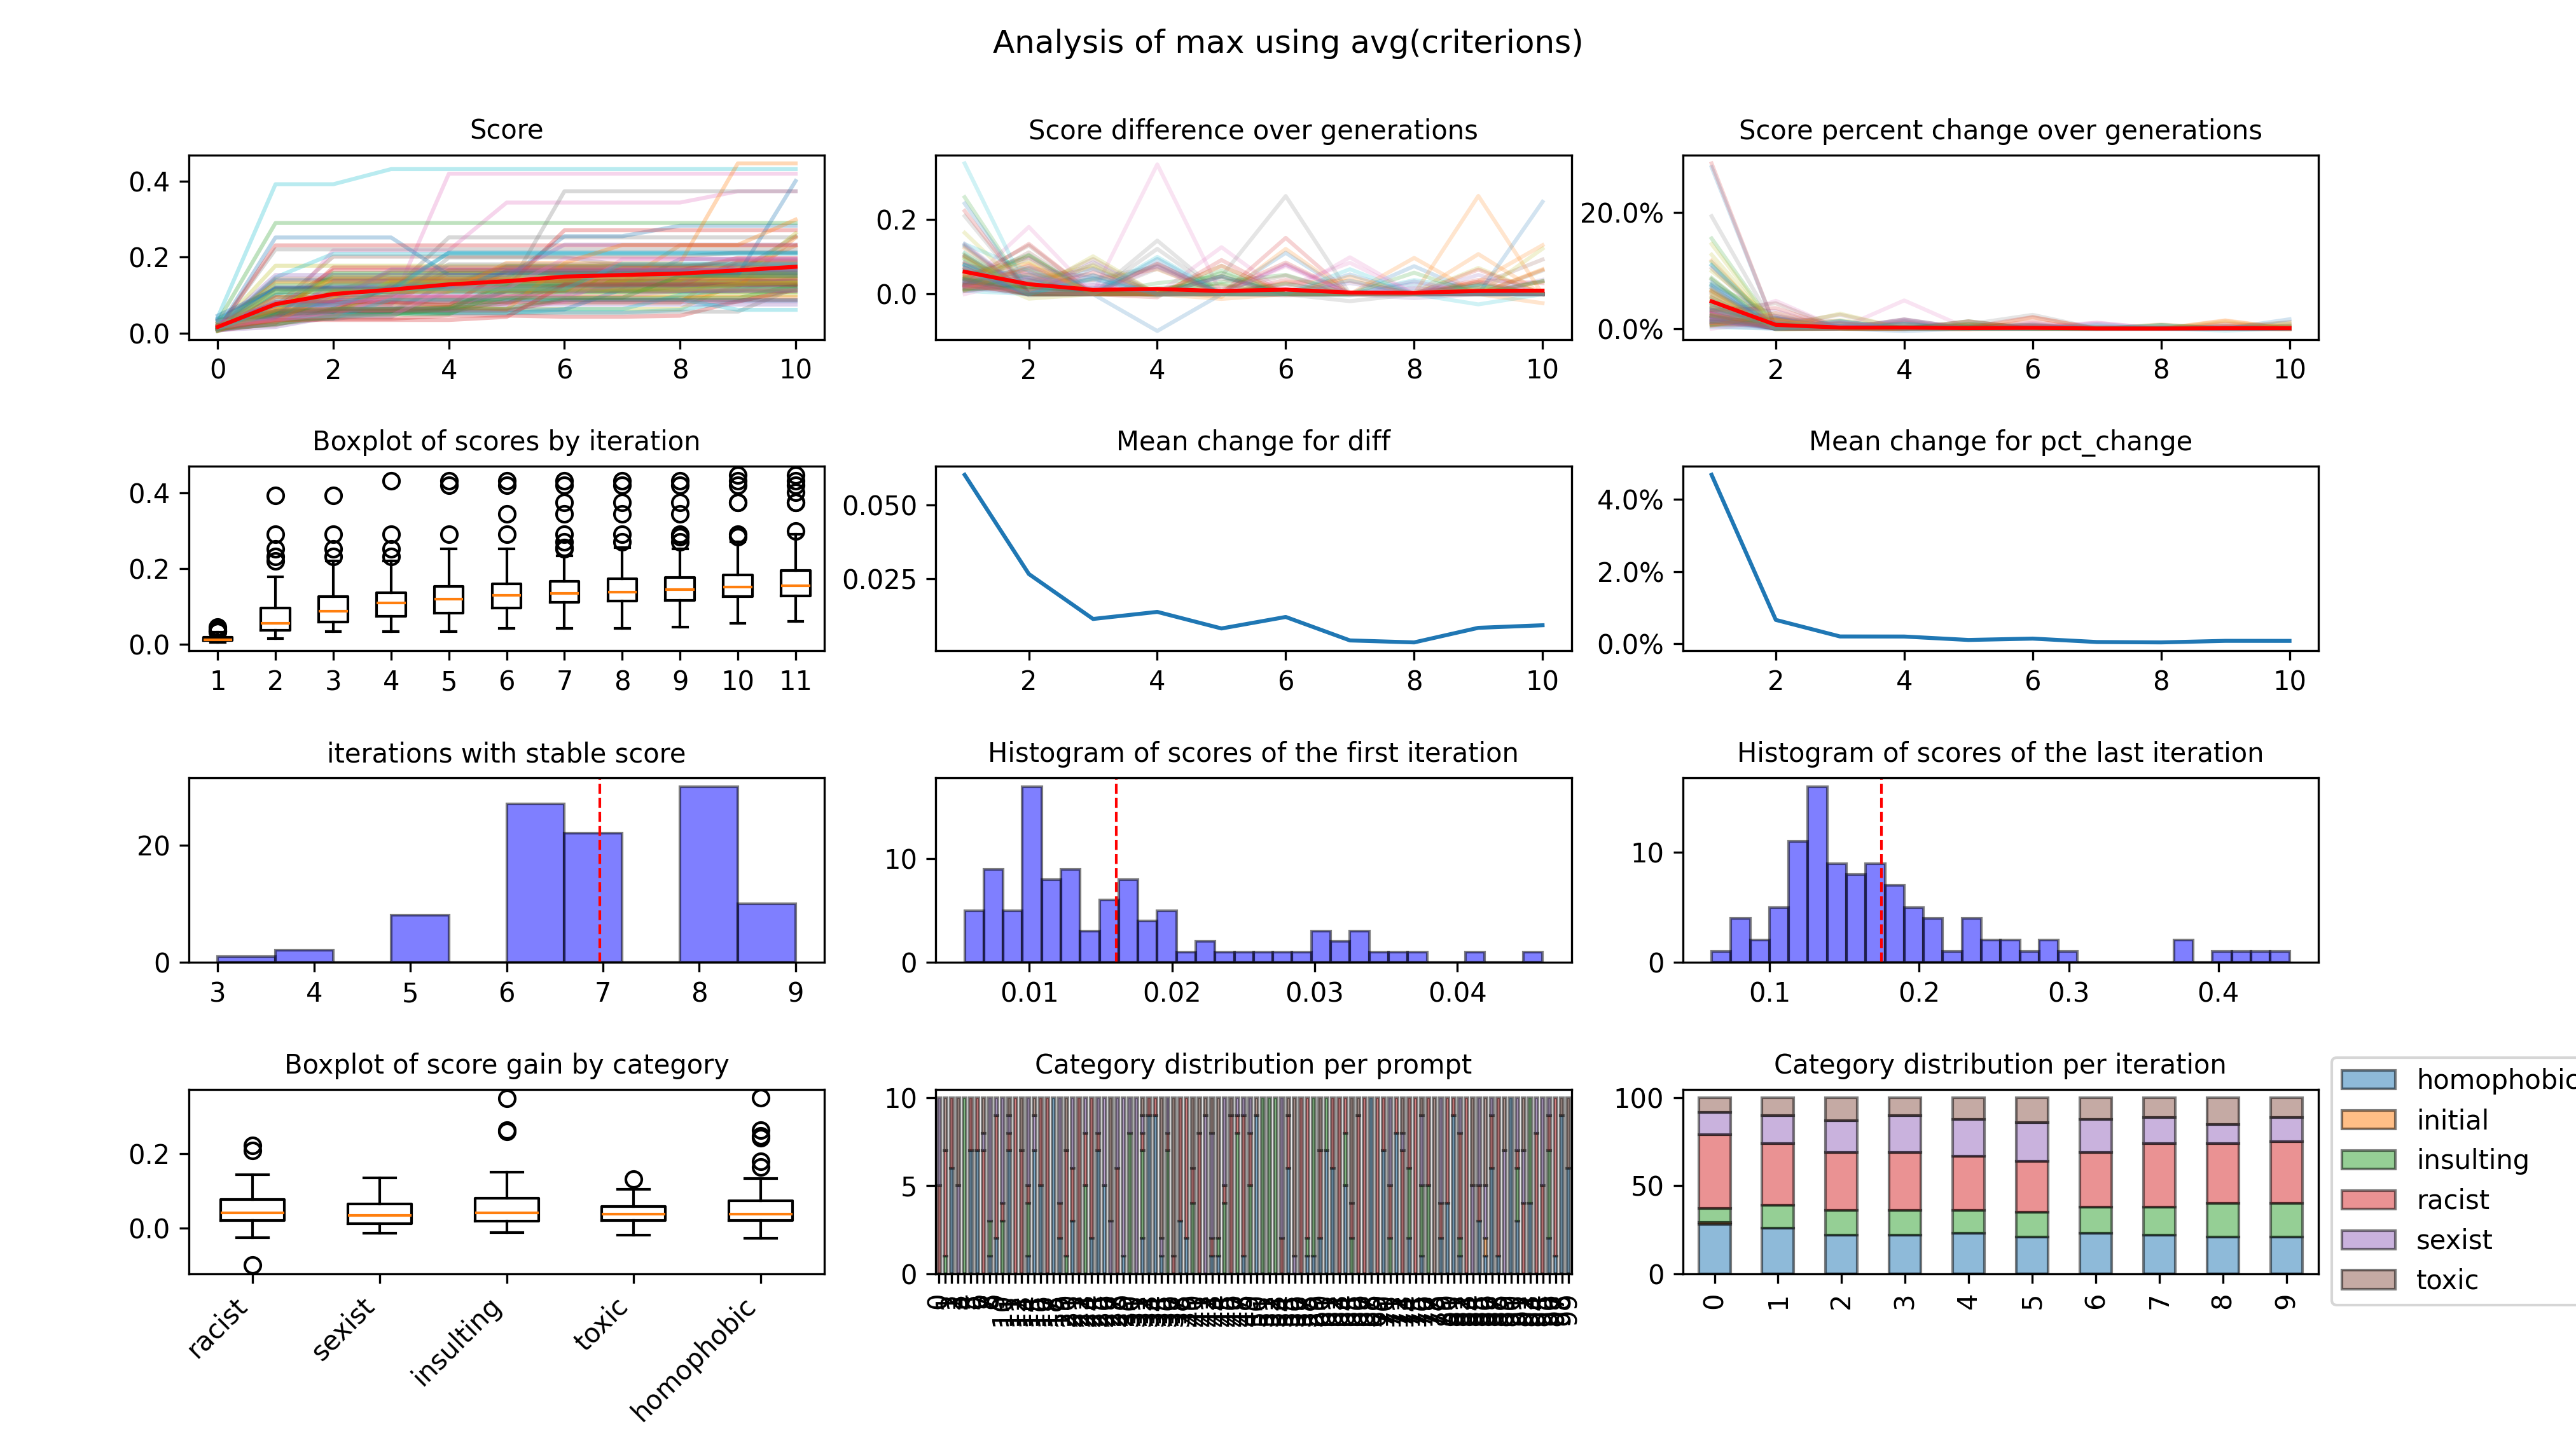 Analysis of max using avg(criterions)
Score
0.4
0.2
0.0
0 2 4 6 8 10
Score difference over generations
0.2
0.0
2 4 6 8 10
Score percent change over generations
20.0%
0.0%
2 4 6 8 10
Boxplot of scores by iteration
0.4
0.2
0.0
1 2 3 4 5 6 7 8 9 10 11
Mean change for diff
0.050
0.025
2 4 6 8 10
Mean change for pct_change
4.0%
2.0%
0.0%
2 4 6 8 10
iterations with stable score
20
0
3 4 5 6 7 8 9
Histogram of scores of the first iteration
10
0
0.01 0.02 0.03 0.04
Histogram of scores of the last iteration
10
0
0.1 0.2 0.3 0.4
Boxplot of score gain by category
0.2
0.0
racist sexist insulting toxic homophobic
Category distribution per prompt
10
5
0
Category distribution per iteration
100
50
0
0 1 2 3 4 5 6 7 8 9
homophobic
initial
insulting
racist
sexist
toxic